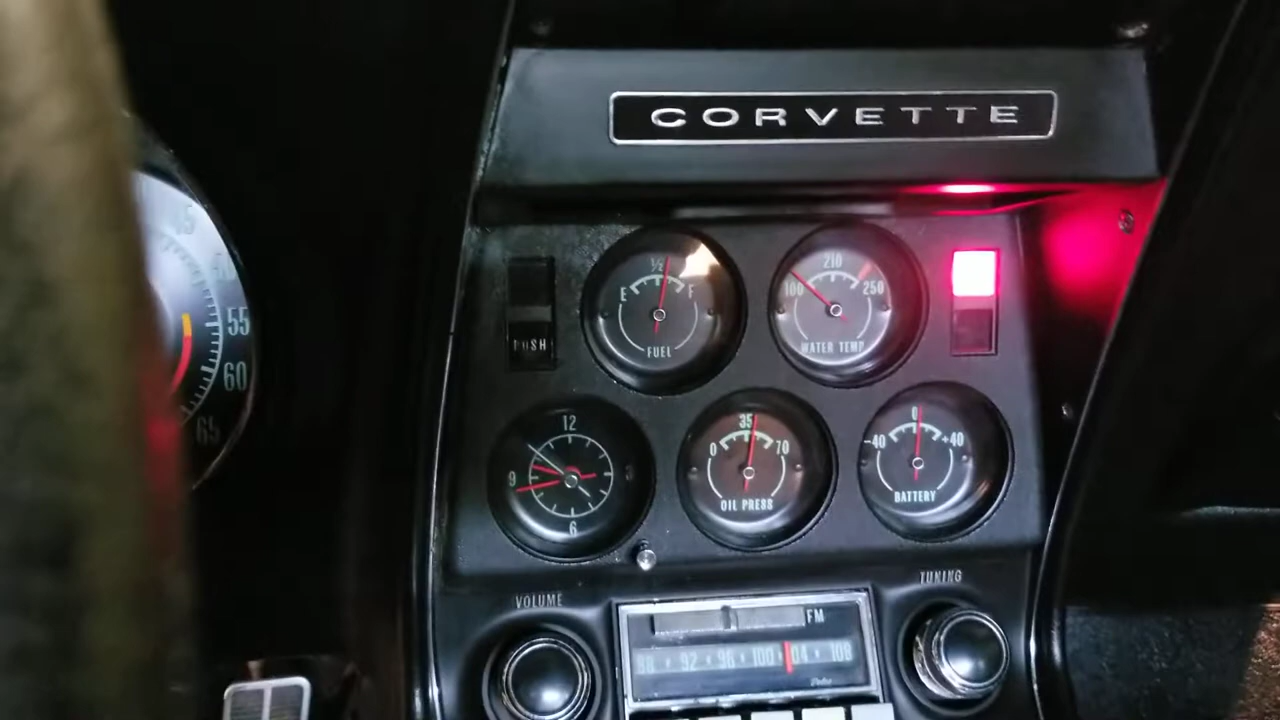 CORVETTE
55
60
65
PUSH
E ½ F
FUEL
100 210 250
WATER TEMP
12
9 3
6
0 35 70
OIL PRESS
-40 0 +40
BATTERY
VOLUME
TUNING
FM
88 92 96 100 104 108